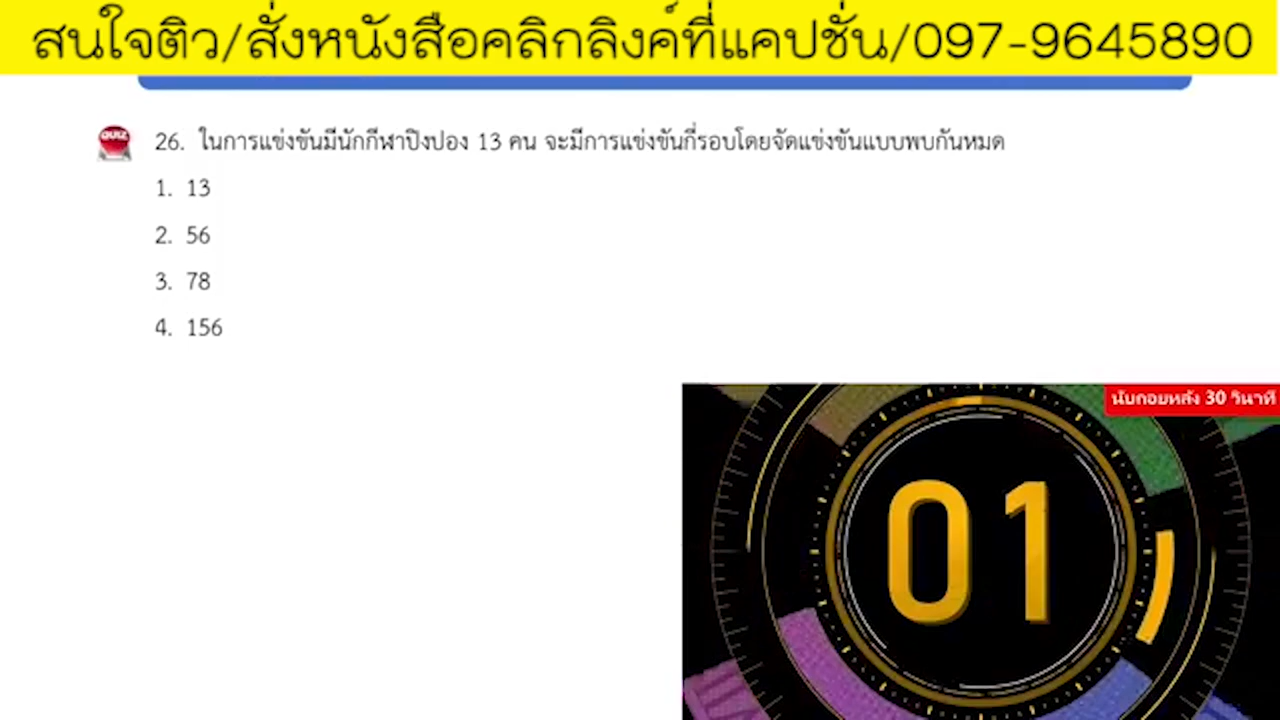 สนใจติว/สั่งหนังสือคลิกลิงค์ที่แคปชั่น/097-9645890
QUIZ
26. ในการแข่งขันมีนักกีฬาปิงปอง 13 คน จะมีการแข่งขันกี่รอบโดยจัดแข่งขันแบบพบกันหมด
1. 13
2. 56
3. 78
4. 156
นับถอยหลัง 30 วินาที
01